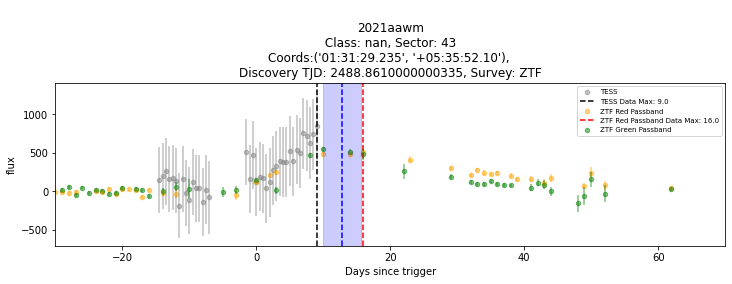 2021aawm
Class: nan, Sector: 43
Coords:('01:31:29.235', '+05:35:52.10'),
Discovery TJD: 2488.8610000000335, Survey: ZTF
TESS
TESS Data Max: 9.0
ZTF Red Passband
ZTF Red Passband Data Max: 16.0
ZTF Green Passband
1000
500
0
−500
flux
−20
0
20
40
60
Days since trigger